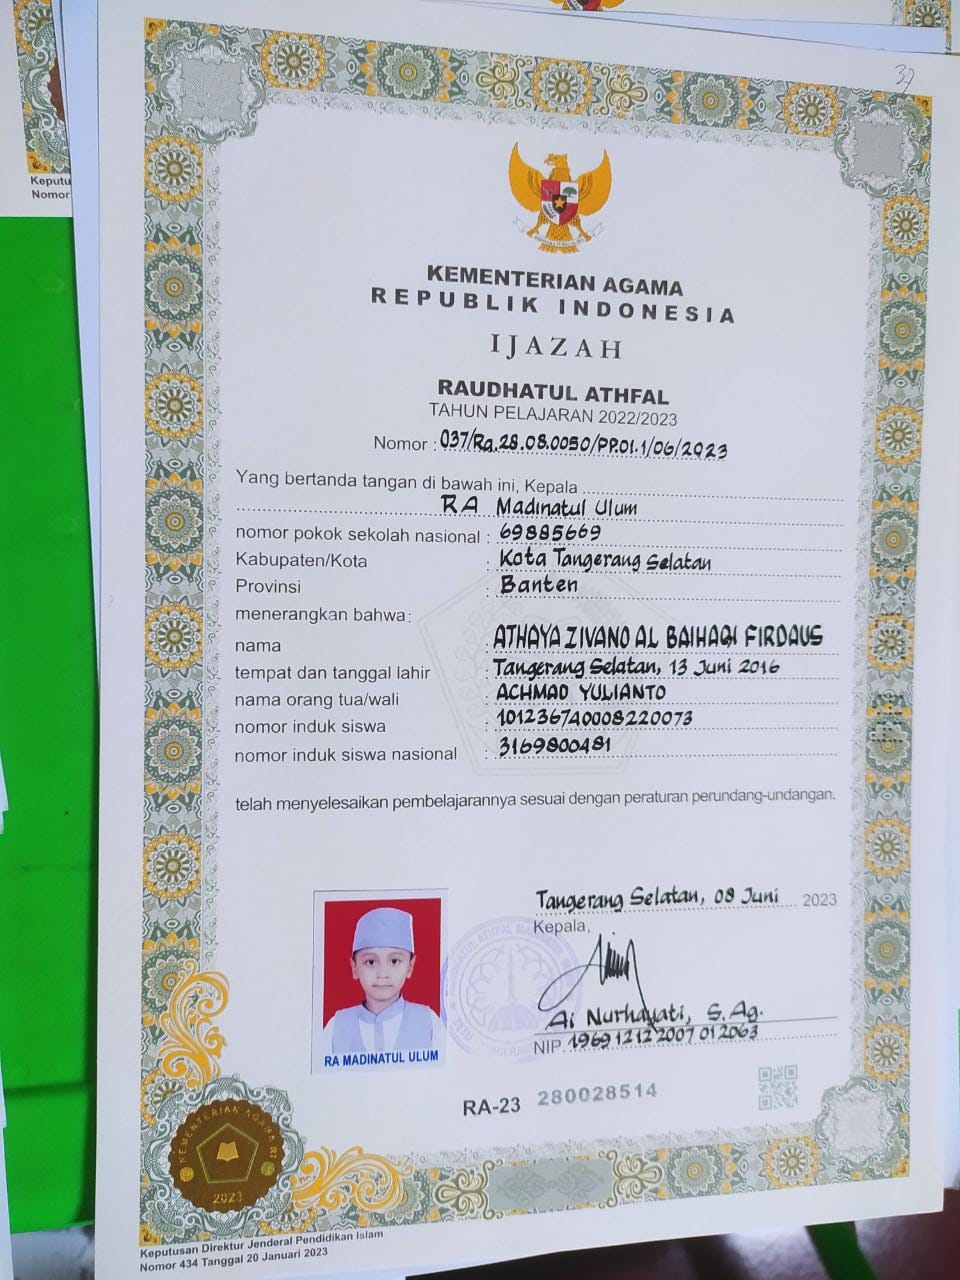 37
Keputu
Nomor
KEMENTERIAN AGAMA
REPUBLIK INDONESIA
IJAZAH
RAUDHATUL ATHFAL
TAHUN PELAJARAN 2022/2023
Nomor : 037/Ra.28.08.0050/PP.01.1/06/2023
Yang bertanda tangan di bawah ini, Kepala
RA Madinatul Ulum
nomor pokok sekolah nasional : 69885669
Kabupaten/Kota : Kota Tangerang Selatan
Provinsi : Banten
menerangkan bahwa:
nama : ATHAYA ZIVANO AL BAIHAQI FIRDAUS
tempat dan tanggal lahir : Tangerang Selatan, 13 Juni 2016
nama orang tua/wali : ACHMAD YULIANTO
nomor induk siswa : 101236740008220073
nomor induk siswa nasional : 3169800481
telah menyelesaikan pembelajarannya sesuai dengan peraturan perundang-undangan.
Tangerang Selatan, 08 Juni 2023
Kepala,
Ai Nurhayati, S.Ag.
NIP. 196912122007012063
RA MADINATUL ULUM
RA-23 280028514
KEMENTERIAN AGAMA RI
2023
Keputusan Direktur Jenderal Pendidikan Islam
Nomor 434 Tanggal 20 Januari 2023